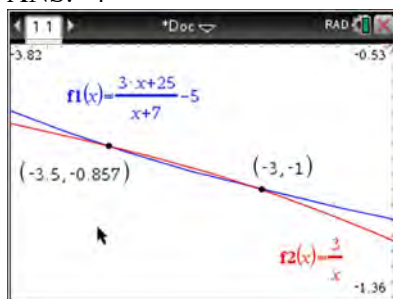 ANS:
1.1 *Doc RAD
-3.82 -0.53
f1(x)=(3·x+25)/(x+7)-5
(-3.5,-0.857) (-3,-1)
f2(x)=3/x
-1.36